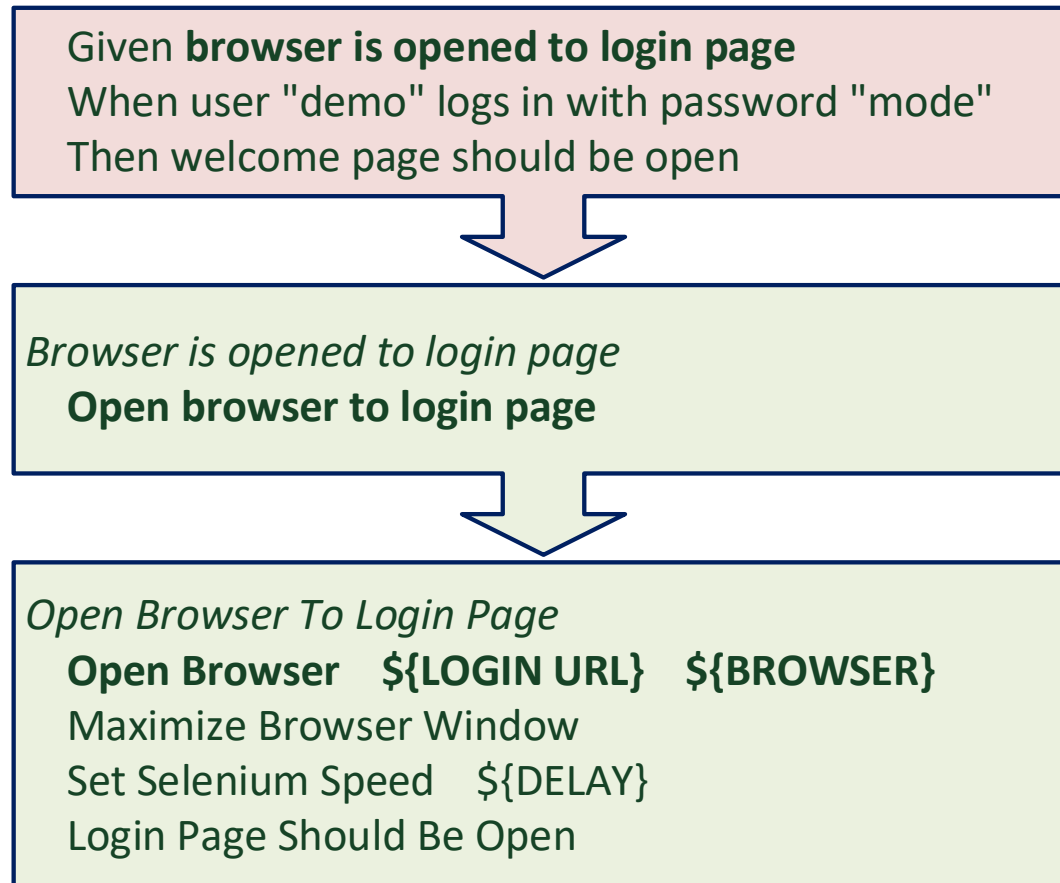 Given browser is opened to login page
When user "demo" logs in with password "mode"
Then welcome page should be open
Browser is opened to login page
Open browser to login page
Open Browser To Login Page
Open Browser ${LOGIN URL} ${BROWSER}
Maximize Browser Window
Set Selenium Speed ${DELAY}
Login Page Should Be Open